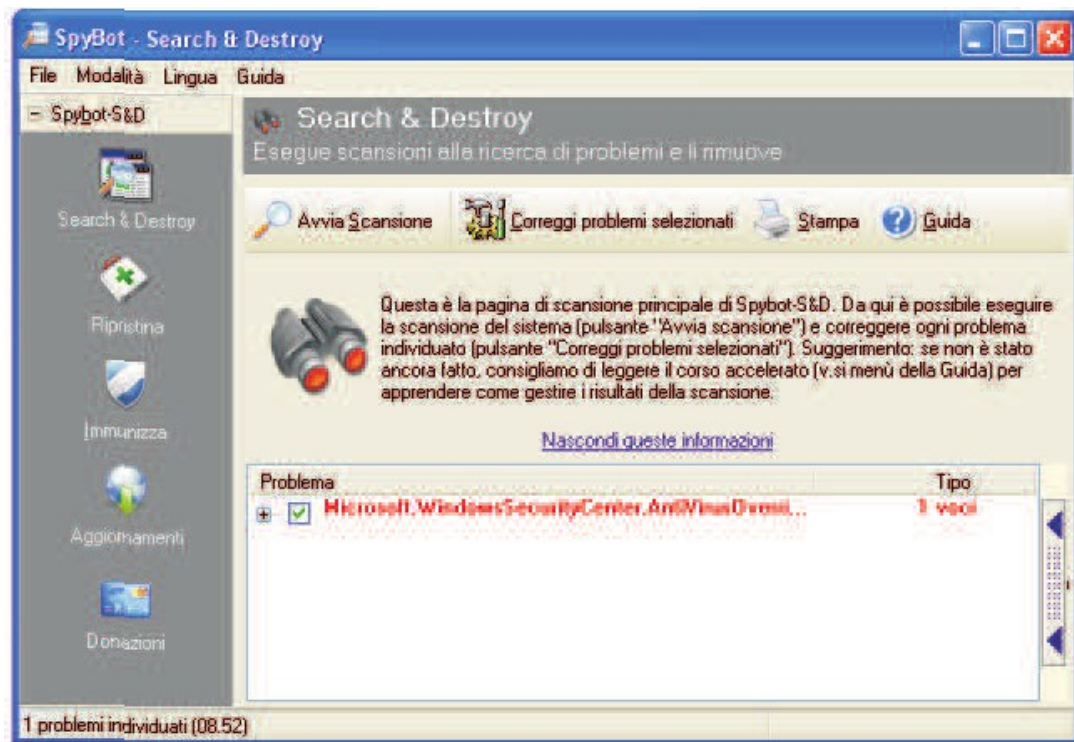 SpyBot - Search & Destroy
File Modalità Lingua Guida
Spybot-S&D
Search & Destroy
Esegue scansioni alla ricerca di problemi e li rimuove
Search & Destroy
Ripristina
Immunizza
Aggiornamenti
Donazioni
Avvia Scansione Correggi problemi selezionati Stampa Guida
Questa è la pagina di scansione principale di Spybot-S&D. Da qui è possibile eseguire
la scansione del sistema (pulsante "Avvia scansione") e correggere ogni problema
individuato (pulsante "Correggi problemi selezionati"). Suggerimento: se non è stato
ancora fatto, consigliamo di leggere il corso accelerato (v.si menù della Guida) per
apprendere come gestire i risultati della scansione.
Nascondi queste informazioni
Problema Tipo
Microsoft.WindowsSecurityCenter.AntiVirusOverri... 1 voci
1 problemi individuati (08.52)